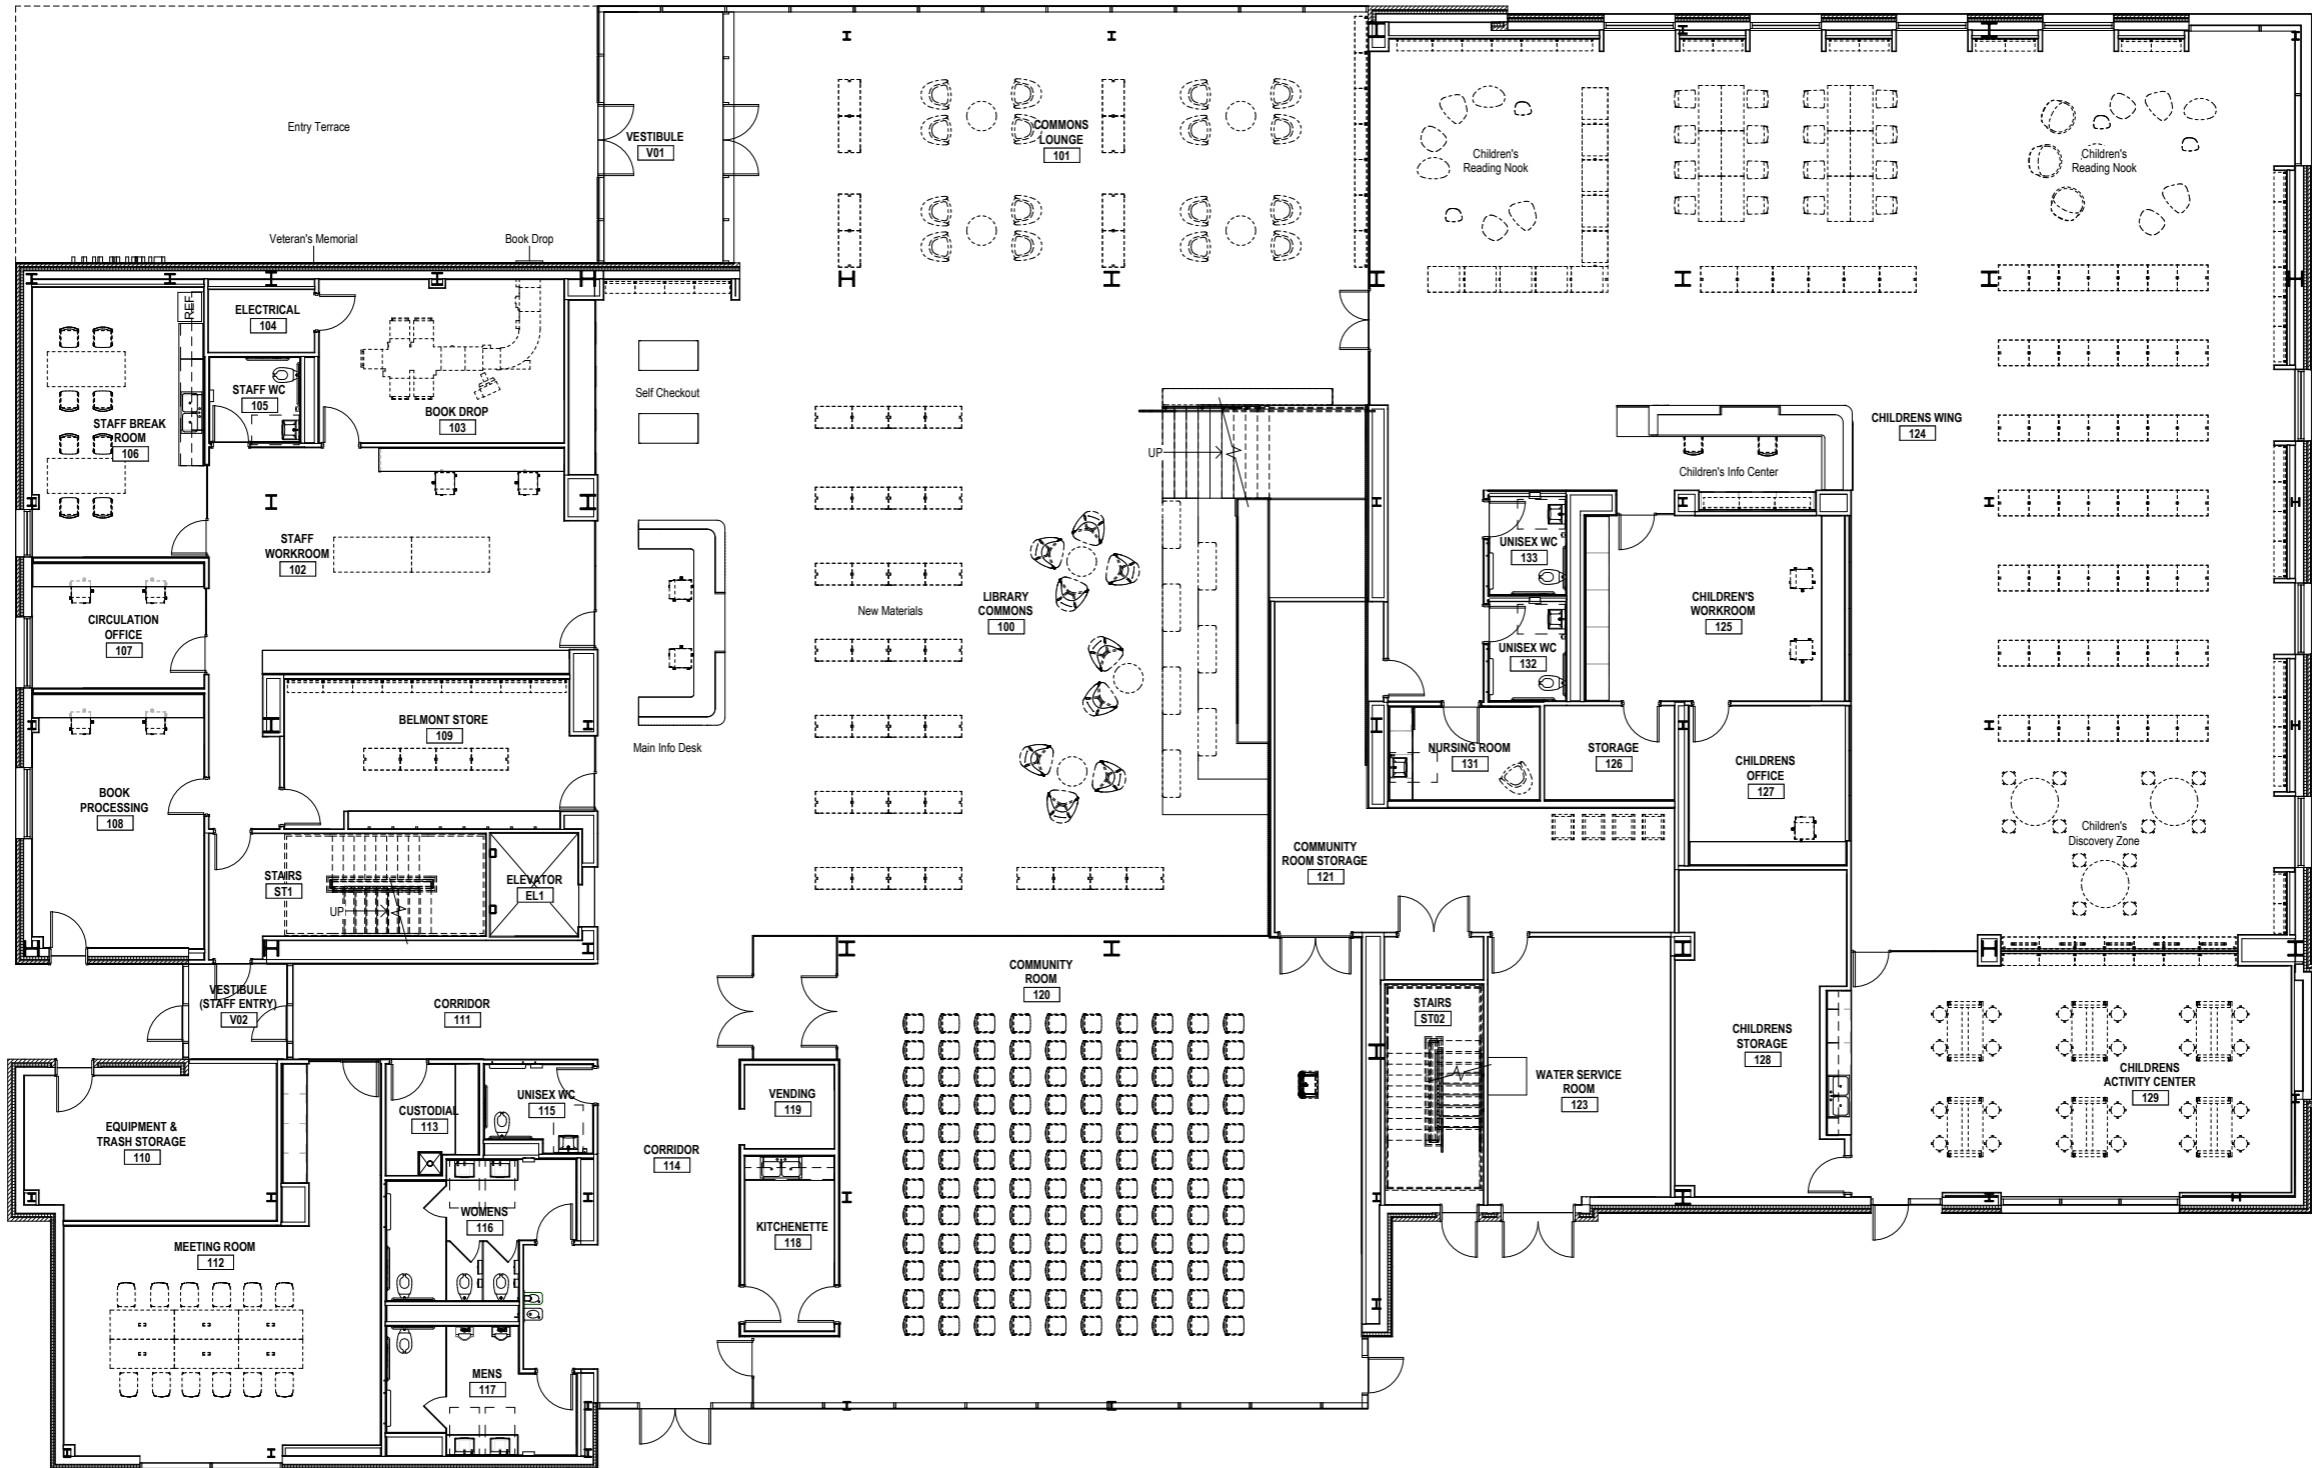 Entry Terrace
Veteran's Memorial
Book Drop
VESTIBULE
V01
COMMONS
LOUNGE
101
Children's
Reading Nook
Children's
Reading Nook
REF.
ELECTRICAL
104
STAFF WC
105
BOOK DROP
103
STAFF BREAK
ROOM
106
STAFF
WORKROOM
102
CIRCULATION
OFFICE
107
BOOK
PROCESSING
108
BELMONT STORE
109
STAIRS
ST1
UP
ELEVATOR
EL1
Self Checkout
Main Info Desk
New Materials
LIBRARY
COMMONS
100
UP
CHILDRENS WING
124
Children's Info Center
UNISEX WC
133
UNISEX WC
132
CHILDREN'S
WORKROOM
125
NURSING ROOM
131
STORAGE
126
CHILDRENS
OFFICE
127
Children's
Discovery Zone
COMMUNITY
ROOM STORAGE
121
VESTIBULE
(STAFF ENTRY)
V02
CORRIDOR
111
EQUIPMENT &
TRASH STORAGE
110
CUSTODIAL
113
UNISEX WC
115
WOMENS
116
MEETING ROOM
112
MENS
117
CORRIDOR
114
VENDING
119
KITCHENETTE
118
COMMUNITY
ROOM
120
STAIRS
ST02
WATER SERVICE
ROOM
123
CHILDRENS
STORAGE
128
CHILDRENS
ACTIVITY CENTER
129